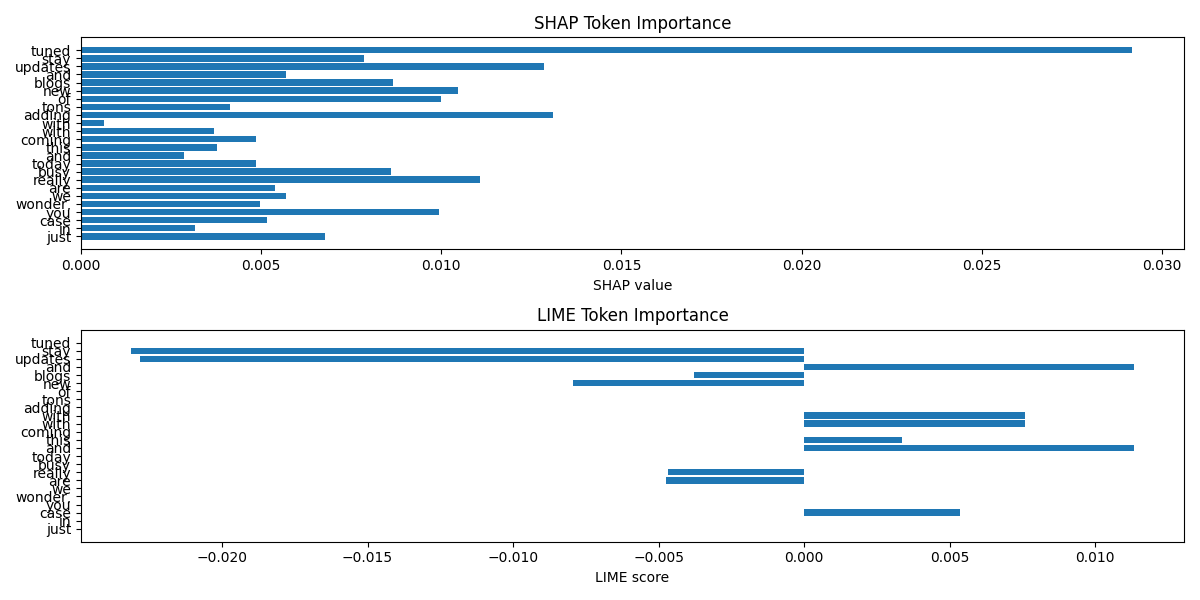 SHAP Token Importance
tuned
stay
updates
and
blogs
new
of
tons
adding
with
with
coming
this
and
today
busy
really
are
we
wonder
you
case
in
just
0.000 0.005 0.010 0.015 0.020 0.025 0.030
SHAP value
LIME Token Importance
tuned
stay
updates
and
blogs
new
of
tons
adding
with
with
coming
this
and
today
busy
really
are
we
wonder
you
case
in
just
−0.020 −0.015 −0.010 −0.005 0.000 0.005 0.010
LIME score